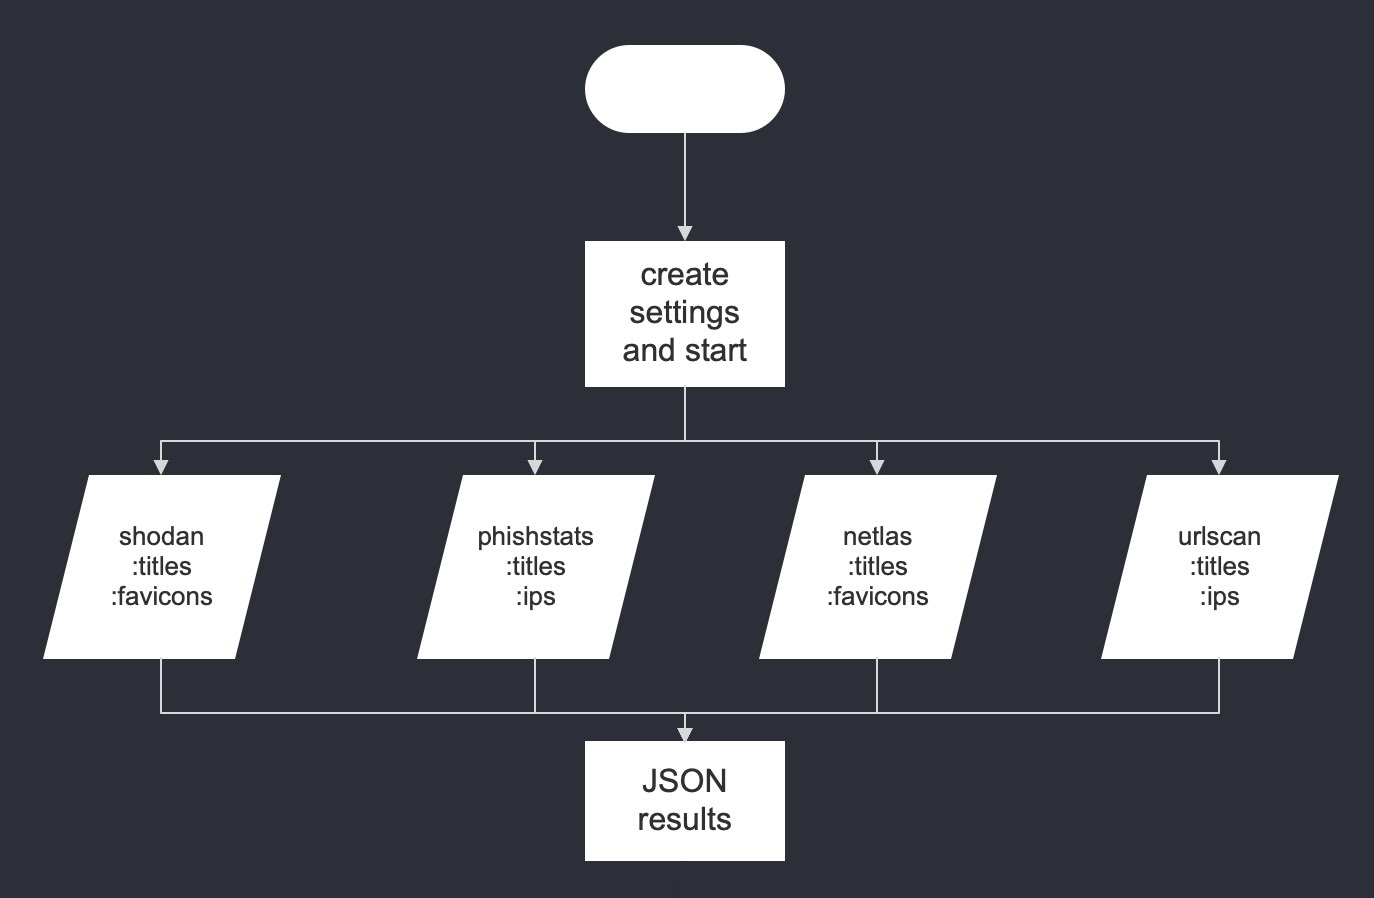 create
settings
and start
shodan
:titles
:favicons
phishstats
:titles
:ips
netlas
:titles
:favicons
urlscan
:titles
:ips
JSON
results